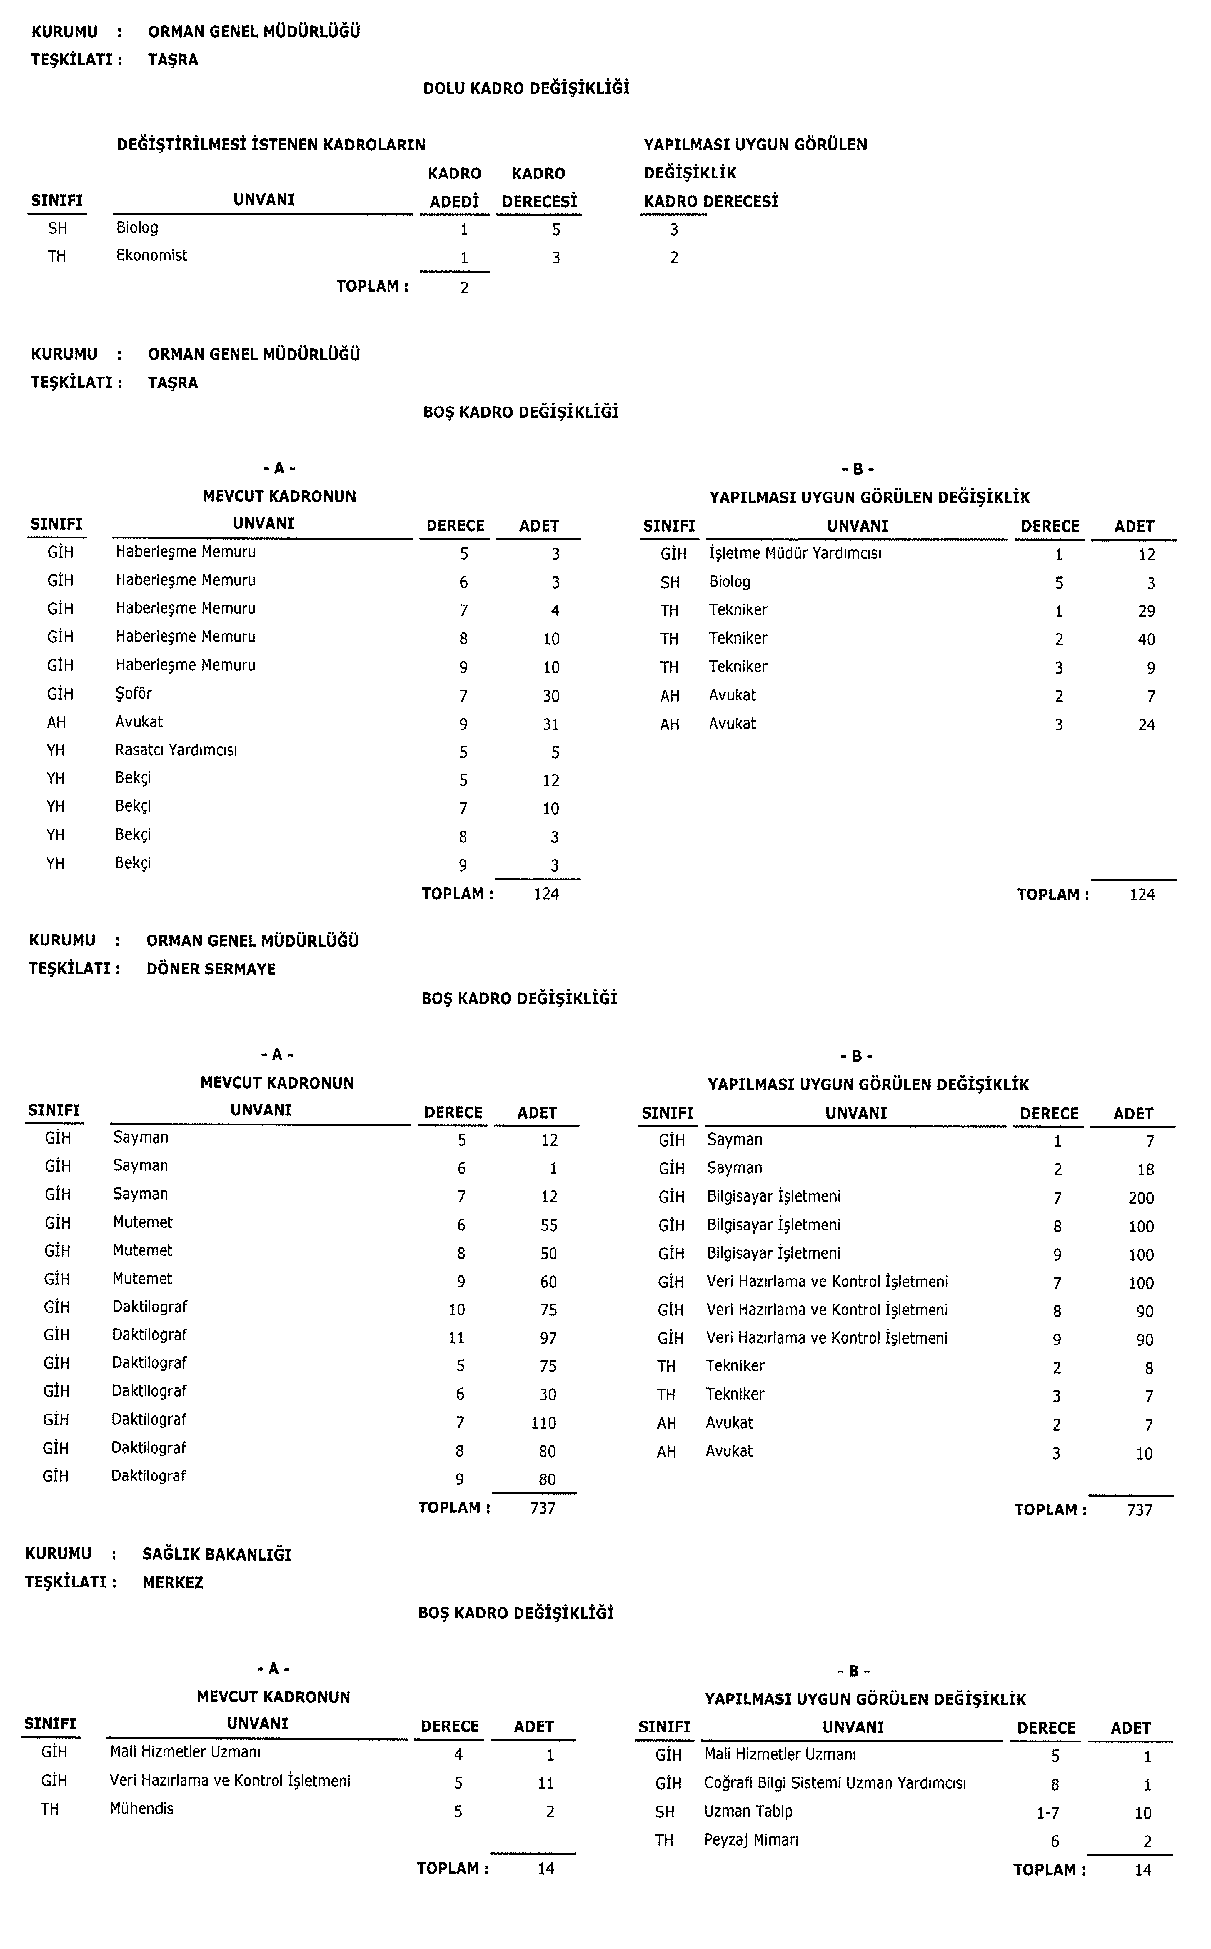 KURUMU : ORMAN GENEL MÜDÜRLÜĞÜ
TEŞKİLATI : TAŞRA
DOLU KADRO DEĞİŞİKLİĞİ
DEĞİŞTİRİLMESİ İSTENEN KADROLARIN YAPILMASI UYGUN GÖRÜLEN
KADRO KADRO DEĞİŞİKLİK
SINIFI UNVANI ADEDİ DERECESİ KADRO DERECESİ
SH Biolog 1 5 3
TH Ekonomist 1 3 2
TOPLAM : 2
KURUMU : ORMAN GENEL MÜDÜRLÜĞÜ
TEŞKİLATI : TAŞRA
BOŞ KADRO DEĞİŞİKLİĞİ
- A - - B -
MEVCUT KADRONUN YAPILMASI UYGUN GÖRÜLEN DEĞİŞİKLİK
SINIFI UNVANI DERECE ADET SINIFI UNVANI DERECE ADET
GİH Haberleşme Memuru 5 3 GİH İşletme Müdür Yardımcısı 1 12
GİH Haberleşme Memuru 6 3 SH Biolog 5 3
GİH Haberleşme Memuru 7 4 TH Tekniker 1 29
GİH Haberleşme Memuru 8 10 TH Tekniker 2 40
GİH Haberleşme Memuru 9 10 TH Tekniker 3 9
GİH Şoför 7 30 AH Avukat 2 7
AH Avukat 9 31 AH Avukat 3 24
YH Rasatcı Yardımcısı 5 5
YH Bekçi 5 12
YH Bekçi 7 10
YH Bekçi 8 3
YH Bekçi 9 3
TOPLAM : 124 TOPLAM : 124
KURUMU : ORMAN GENEL MÜDÜRLÜĞÜ
TEŞKİLATI : DÖNER SERMAYE
BOŞ KADRO DEĞİŞİKLİĞİ
- A - - B -
MEVCUT KADRONUN YAPILMASI UYGUN GÖRÜLEN DEĞİŞİKLİK
SINIFI UNVANI DERECE ADET SINIFI UNVANI DERECE ADET
GİH Sayman 5 12 GİH Sayman 1 7
GİH Sayman 6 1 GİH Sayman 2 18
GİH Sayman 7 12 GİH Bilgisayar İşletmeni 7 200
GİH Mutemet 6 55 GİH Bilgisayar İşletmeni 8 100
GİH Mutemet 8 50 GİH Bilgisayar İşletmeni 9 100
GİH Mutemet 9 60 GİH Veri Hazırlama ve Kontrol İşletmeni 7 100
GİH Daktilograf 10 75 GİH Veri Hazırlama ve Kontrol İşletmeni 8 90
GİH Daktilograf 11 97 GİH Veri Hazırlama ve Kontrol İşletmeni 9 90
GİH Daktilograf 5 75 TH Tekniker 2 8
GİH Daktilograf 6 30 TH Tekniker 3 7
GİH Daktilograf 7 110 AH Avukat 2 7
GİH Daktilograf 8 80 AH Avukat 3 10
GİH Daktilograf 9 80
TOPLAM : 737 TOPLAM : 737
KURUMU : SAĞLIK BAKANLIĞI
TEŞKİLATI : MERKEZ
BOŞ KADRO DEĞİŞİKLİĞİ
- A - - B -
MEVCUT KADRONUN YAPILMASI UYGUN GÖRÜLEN DEĞİŞİKLİK
SINIFI UNVANI DERECE ADET SINIFI UNVANI DERECE ADET
GİH Mali Hizmetler Uzmanı 4 1 GİH Mali Hizmetler Uzmanı 5 1
GİH Veri Hazırlama ve Kontrol İşletmeni 5 11 GİH Coğrafi Bilgi Sistemi Uzman Yardımcısı 8 1
TH Mühendis 5 2 SH Uzman Tabip 1-7 10
TH Peyzaj Mimarı 6 2
TOPLAM : 14 TOPLAM : 14